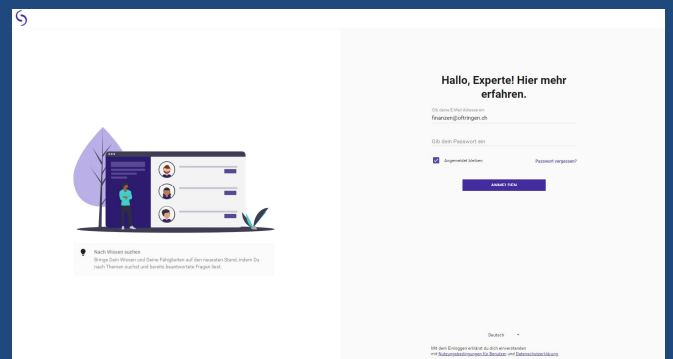 Nach Wissen suchen
Bringe Dein Wissen und Deine Fähigkeiten auf den neuesten Stand, indem Du
nach Themen suchst und bereits beantwortete Fragen liest.
Hallo, Experte! Hier mehr
erfahren.
Gib deine E-Mail Adresse ein
finanzen@oftringen.ch
Gib dein Passwort ein
Angemeldet bleiben
Passwort vergessen?
ANMELDEN
Deutsch
Mit dem Einloggen erklärst du dich einverstanden
mit Nutzungsbedingungen für Benutzer und Datenschutzerklärung